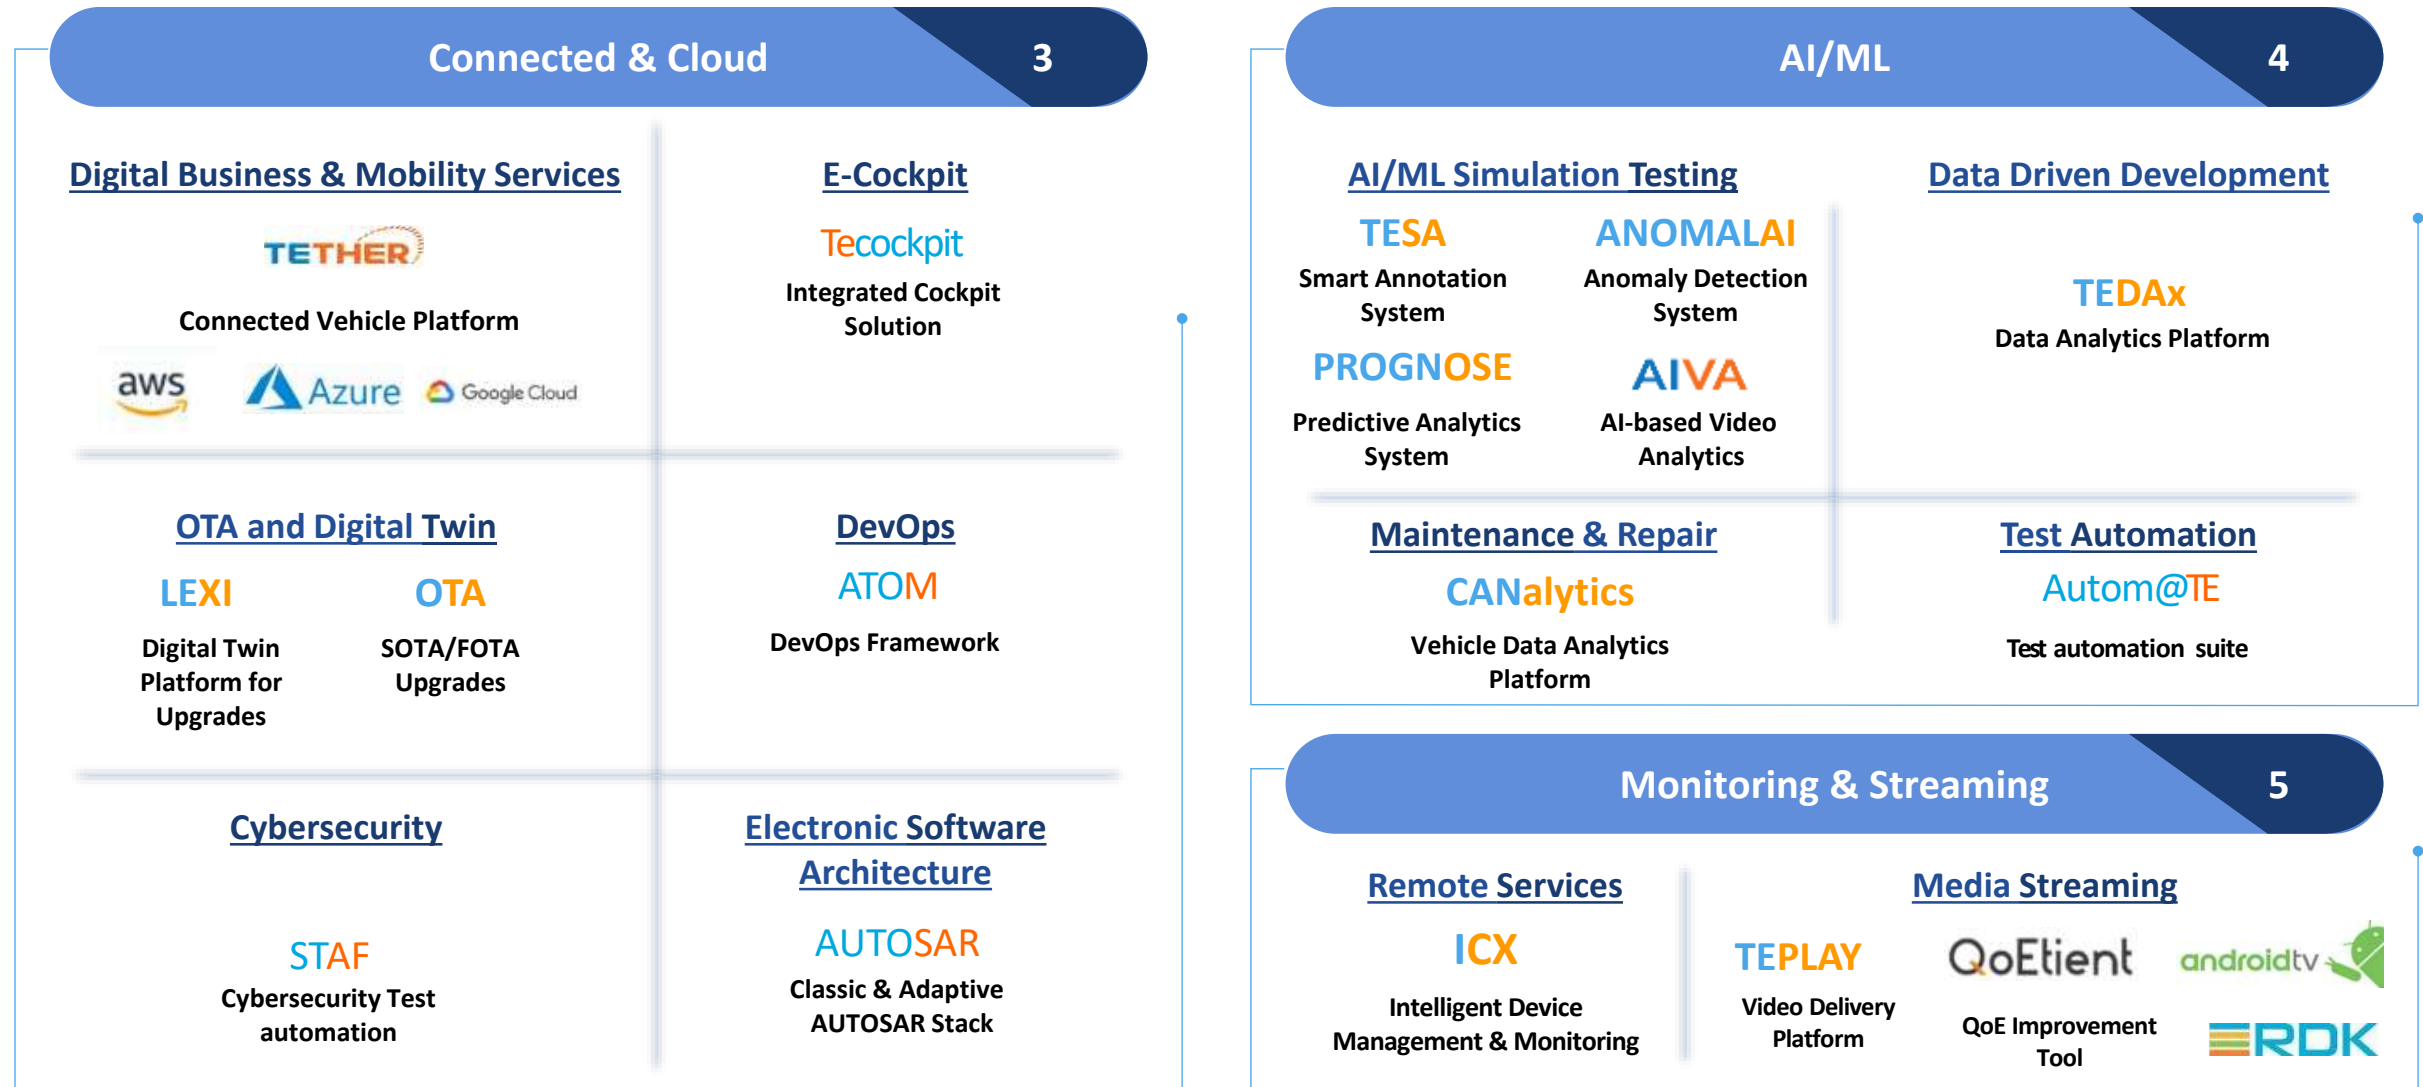 Connected & Cloud
3
Digital Business & Mobility Services
TETHER
Connected Vehicle Platform
aws
Azure
Google Cloud
E-Cockpit
Tecockpit
Integrated Cockpit
Solution
OTA and Digital Twin
LEXI
Digital Twin
Platform for
Upgrades
OTA
SOTA/FOTA
Upgrades
DevOps
ATOM
DevOps Framework
Cybersecurity
STAF
Cybersecurity Test
automation
Electronic Software
Architecture
AUTOSAR
Classic & Adaptive
AUTOSAR Stack
AI/ML
4
AI/ML Simulation Testing
TESA
Smart Annotation
System
ANOMALAI
Anomaly Detection
System
PROGNOSE
Predictive Analytics
System
AIVA
AI-based Video
Analytics
Data Driven Development
TEDAx
Data Analytics Platform
Maintenance & Repair
CANalytics
Vehicle Data Analytics
Platform
Test Automation
Autom@TE
Test automation suite
Monitoring & Streaming
5
Remote Services
ICX
Intelligent Device
Management & Monitoring
Media Streaming
TEPLAY
Video Delivery
Platform
QoEtient
QoE Improvement
Tool
androidtv
RDK